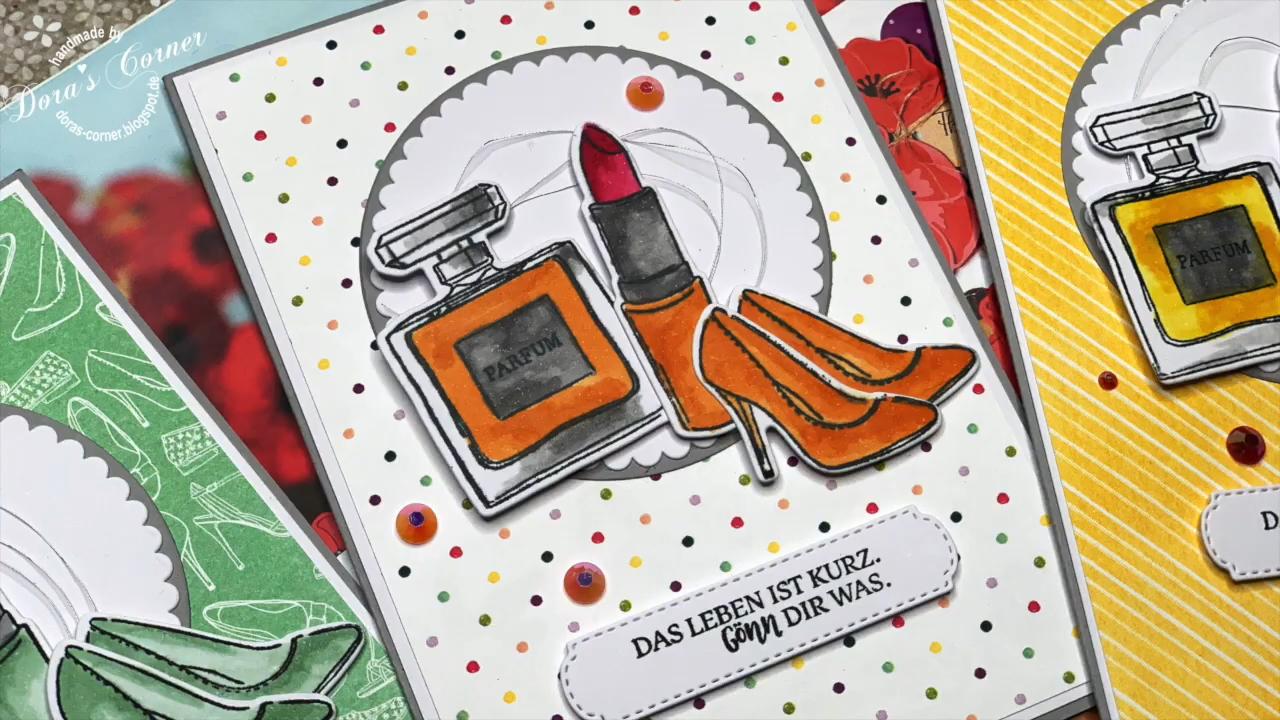 handmade by
Dora's Corner
doras-corner.blogspot.de
PARFUM
PARFUM
DAS LEBEN IST KURZ.
GÖNN DIR WAS.
D